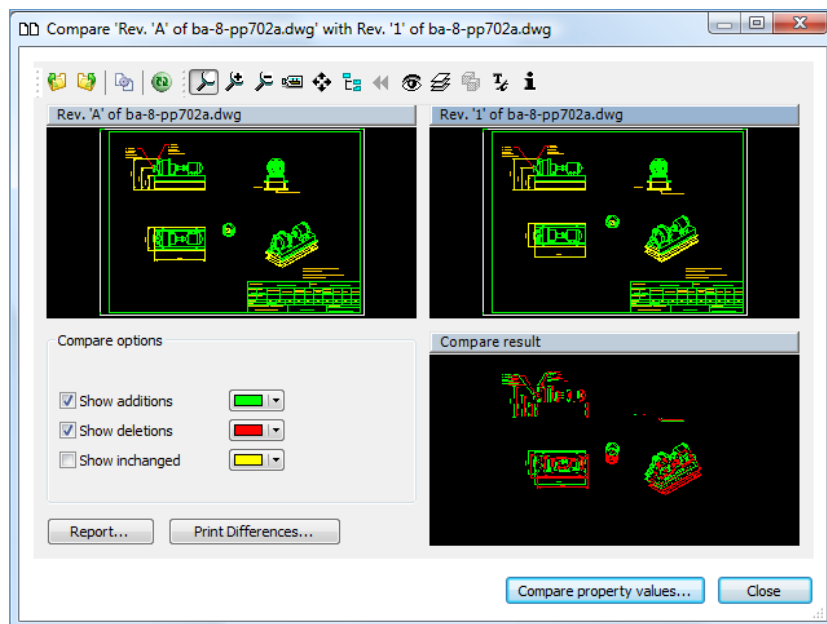 Compare 'Rev. 'A' of ba-8-pp702a.dwg' with Rev. '1' of ba-8-pp702a.dwg
Rev. 'A' of ba-8-pp702a.dwg
Rev. '1' of ba-8-pp702a.dwg
Compare options
Compare result
Show additions
Show deletions
Show inchanged
Report...
Print Differences...
Compare property values...
Close